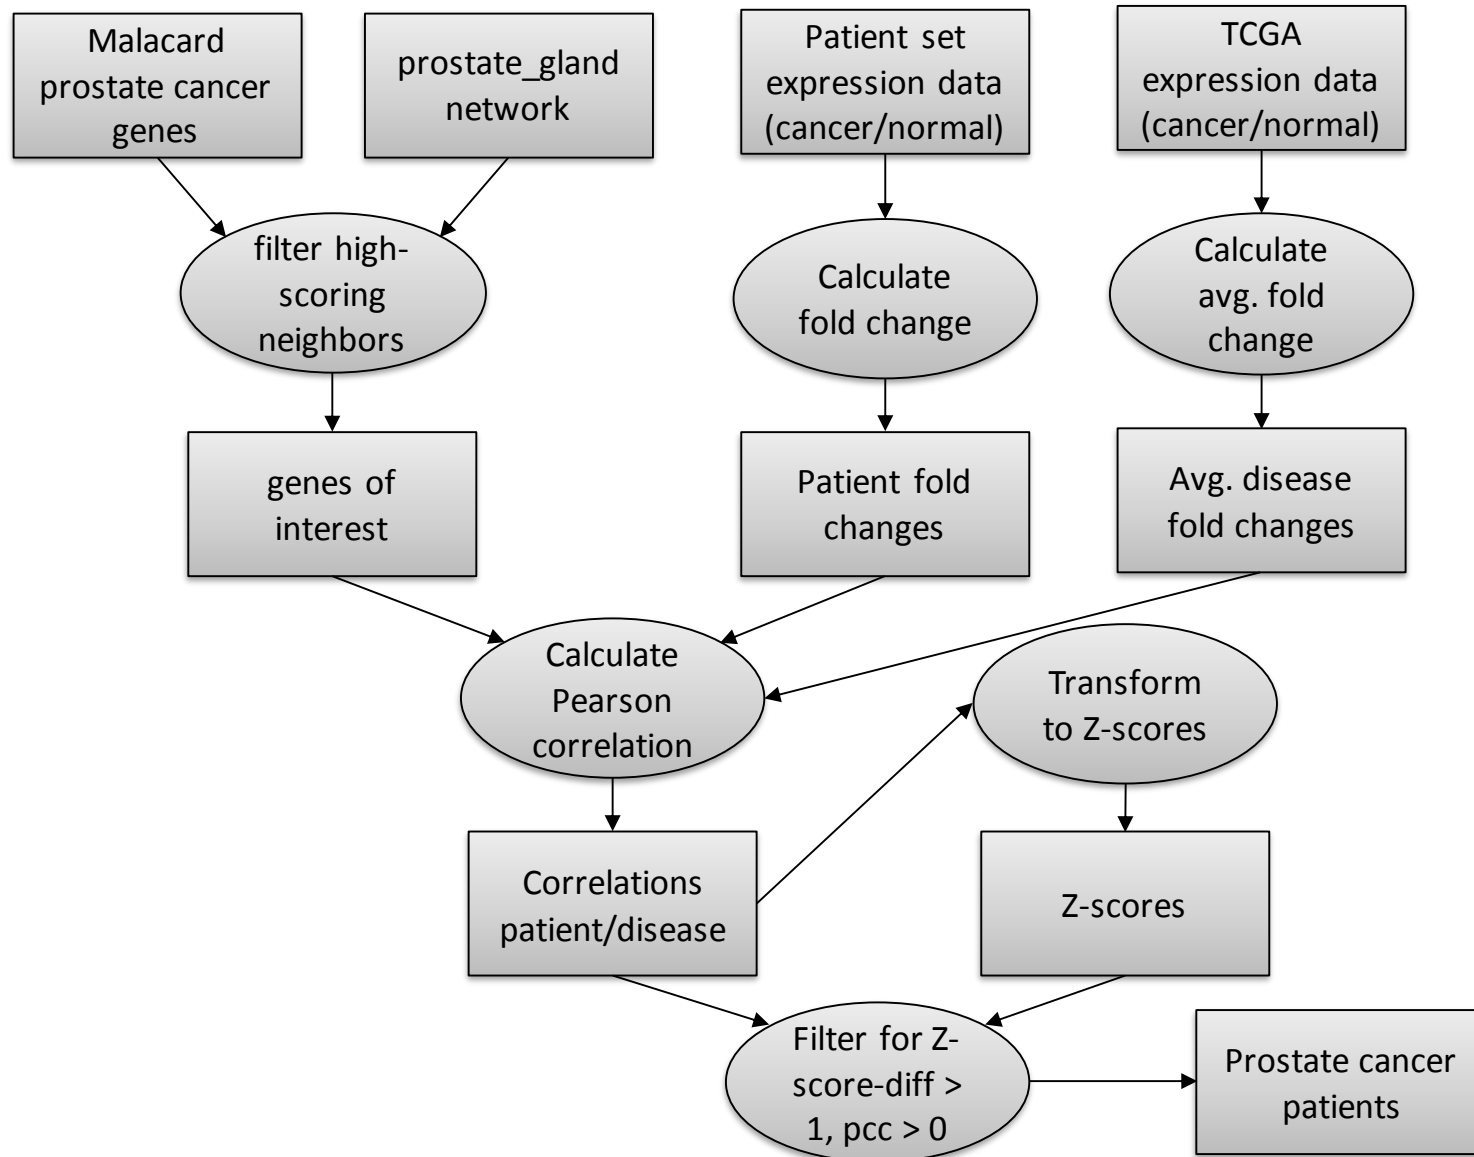 Malacard
prostate cancer
genes
prostate_gland
network
Patient set
expression data
(cancer/normal)
TCGA
expression data
(cancer/normal)
filter high-
scoring
neighbors
Calculate
fold change
Calculate
avg. fold
change
genes of
interest
Patient fold
changes
Avg. disease
fold changes
Calculate
Pearson
correlation
Transform
to Z-scores
Correlations
patient/disease
Z-scores
Filter for Z-
score-diff >
1, pcc > 0
Prostate cancer
patients